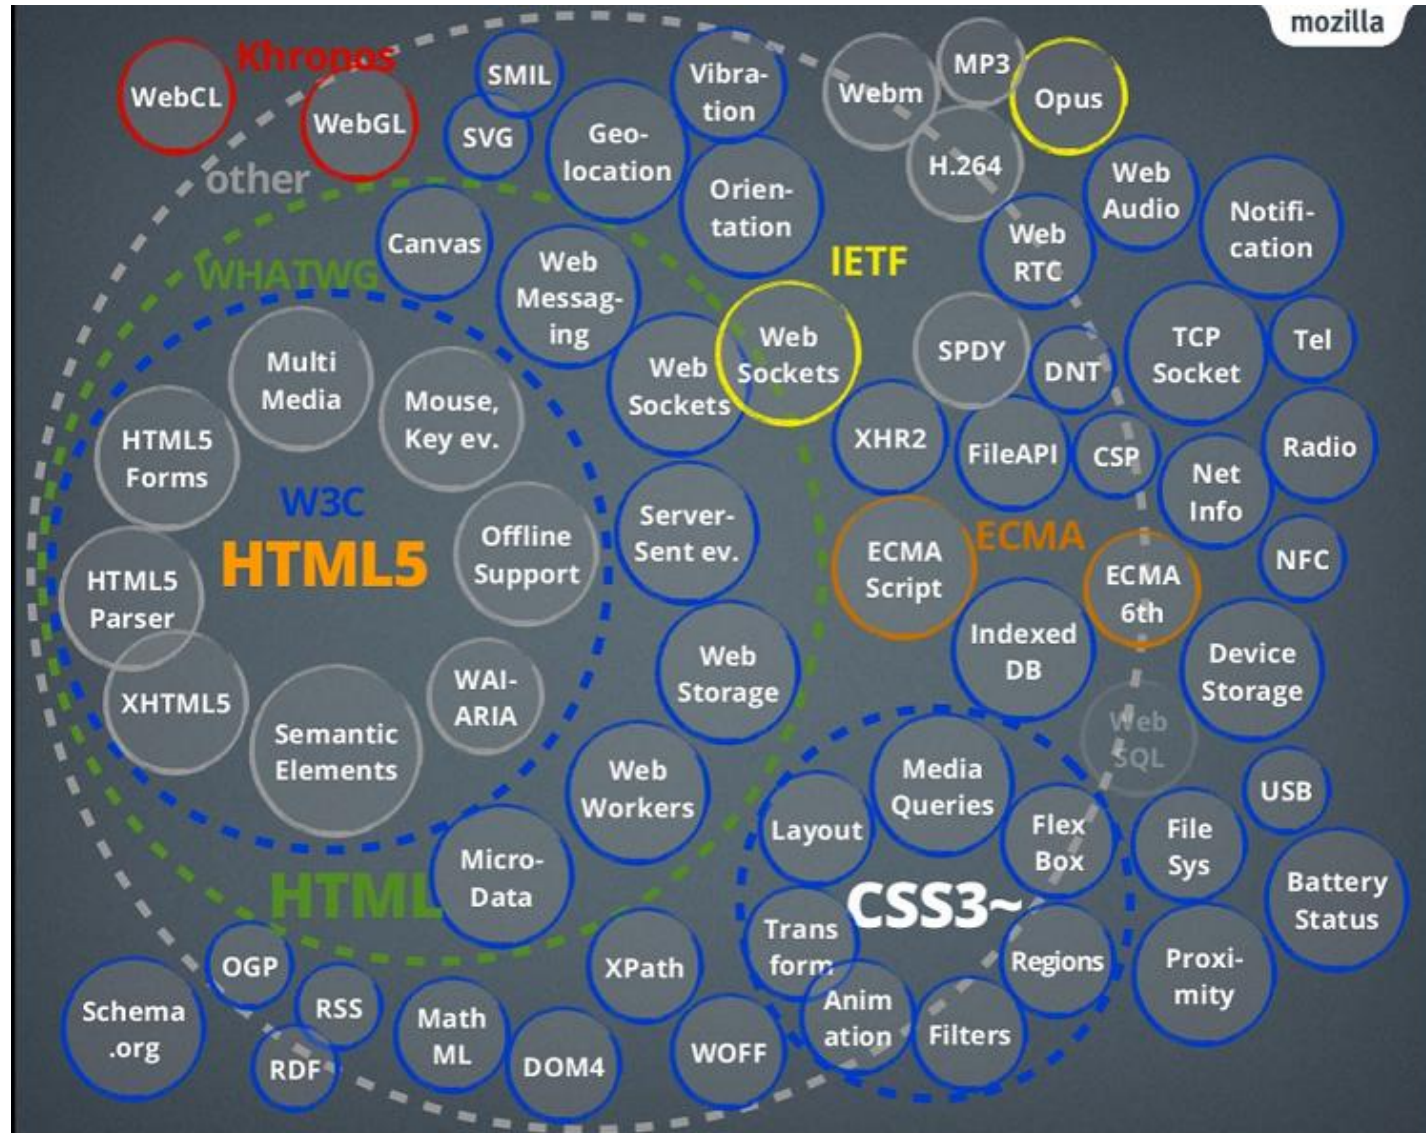 mozilla
Khronos
WebCL
WebGL
other
SMIL
SVG
Geo-
location
Vibra-
tion
Orien-
tation
Webm
MP3
Opus
H.264
Web
Audio
Notifi-
cation
Web
RTC
IETF
WHATWG
Canvas
Web
Messag-
ing
Web
Sockets
Web
Sockets
SPDY
DNT
TCP
Socket
Tel
Multi
Media
Mouse,
Key ev.
HTML5
Forms
XHR2
FileAPI
CSP
Net
Info
Radio
W3C
HTML5
Offline
Support
Server-
Sent ev.
ECMA
Script
ECMA
ECMA
6th
NFC
HTML5
Parser
XHTML5
Semantic
Elements
WAI-
ARIA
Web
Storage
Indexed
DB
Device
Storage
Web
SQL
Web
Workers
Media
Queries
Layout
Flex
Box
File
Sys
USB
Battery
Status
HTML
Micro-
Data
CSS3~
Trans
form
Regions
Proxi-
mity
OGP
XPath
Schema
.org
RSS
RDF
Math
ML
DOM4
WOFF
Anim
ation
Filters